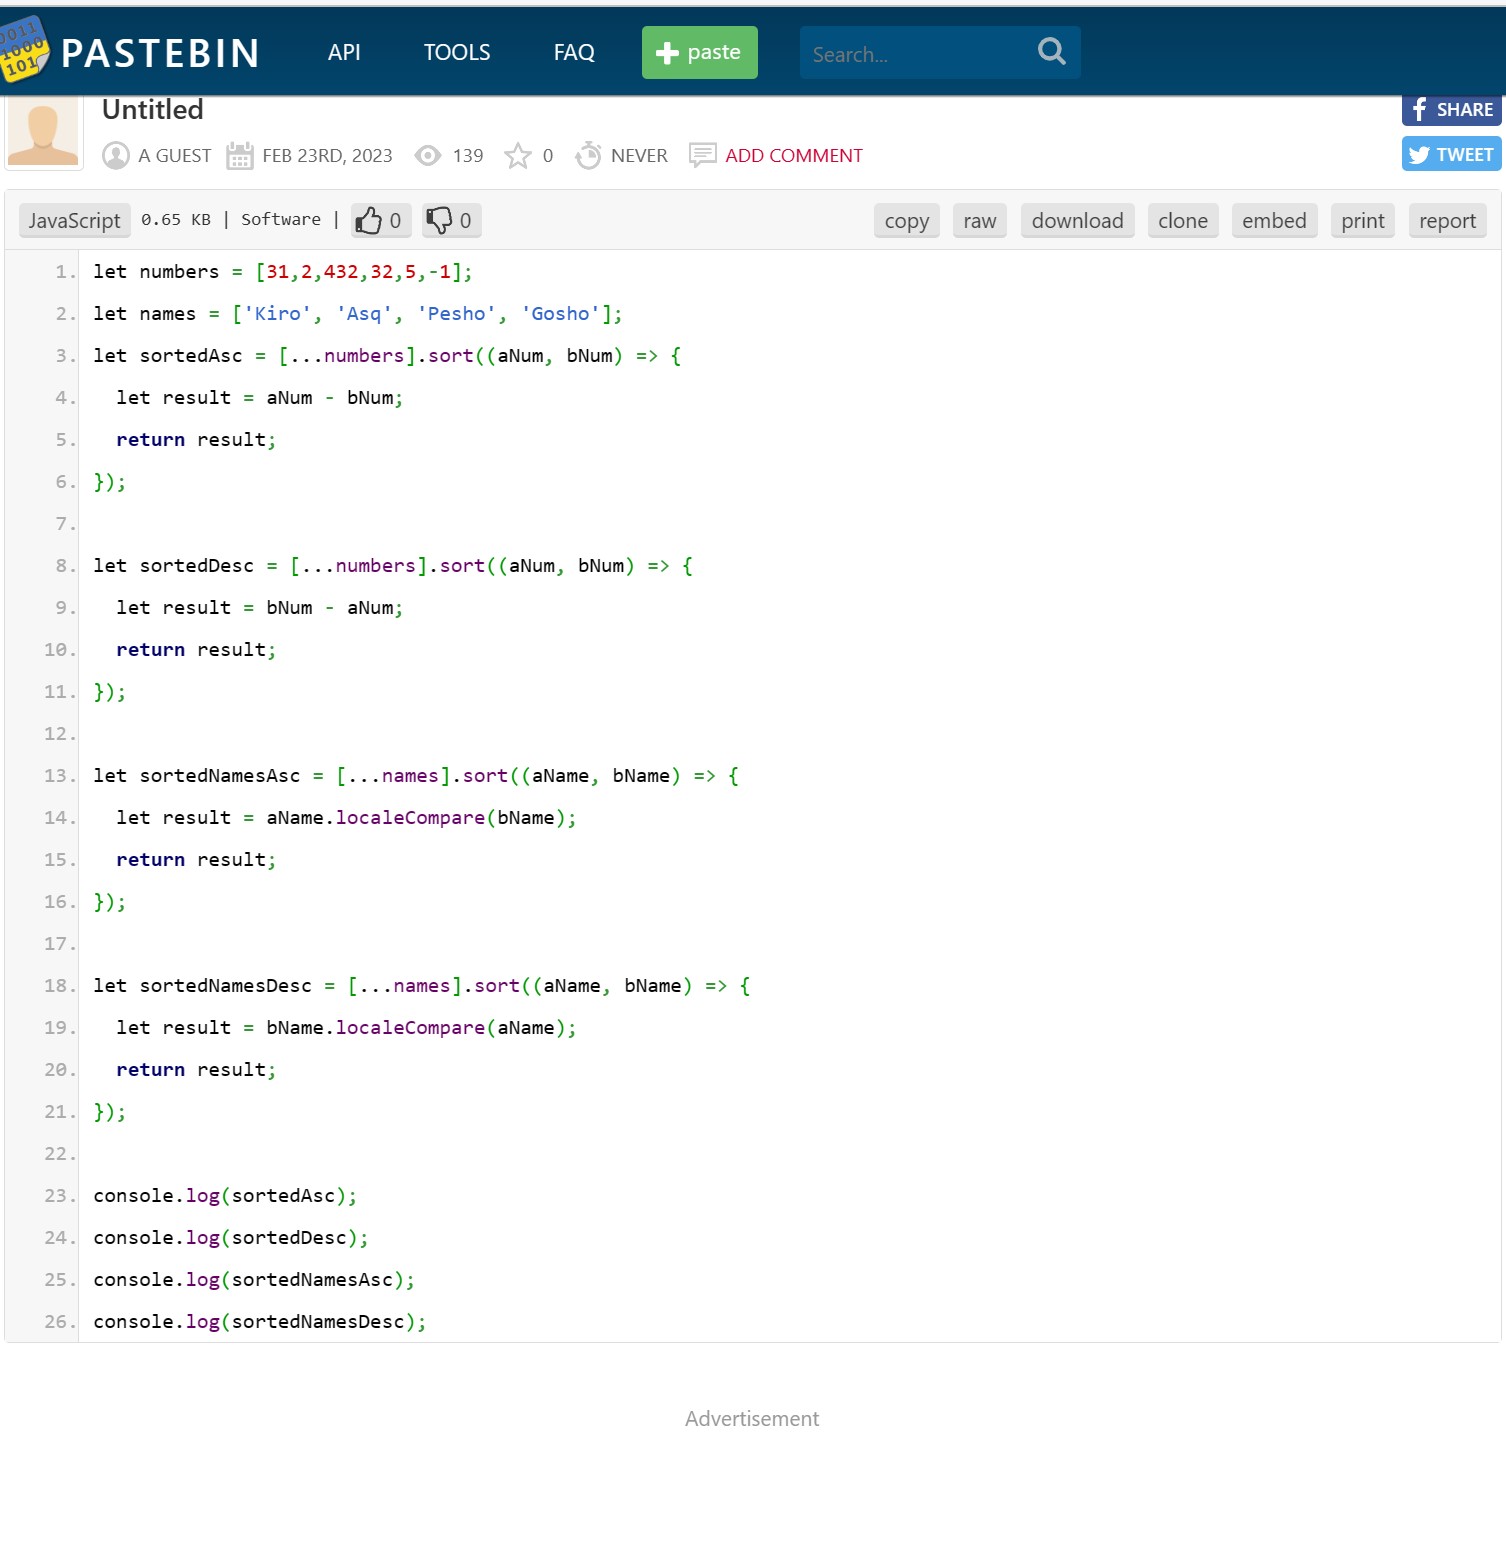 0011
1000
101
PASTEBIN API TOOLS FAQ paste Search...
Untitled
SHARE
A GUEST FEB 23RD, 2023 139 0 NEVER ADD COMMENT
TWEET
JavaScript 0.65 KB | Software | 0 0 copy raw download clone embed print report
1. let numbers = [31,2,432,32,5,-1];
2. let names = ['Kiro', 'Asq', 'Pesho', 'Gosho'];
3. let sortedAsc = [...numbers].sort((aNum, bNum) => {
4.   let result = aNum - bNum;
5.   return result;
6. });
7.
8. let sortedDesc = [...numbers].sort((aNum, bNum) => {
9.   let result = bNum - aNum;
10.   return result;
11. });
12.
13. let sortedNamesAsc = [...names].sort((aName, bName) => {
14.   let result = aName.localeCompare(bName);
15.   return result;
16. });
17.
18. let sortedNamesDesc = [...names].sort((aName, bName) => {
19.   let result = bName.localeCompare(aName);
20.   return result;
21. });
22.
23. console.log(sortedAsc);
24. console.log(sortedDesc);
25. console.log(sortedNamesAsc);
26. console.log(sortedNamesDesc);
Advertisement